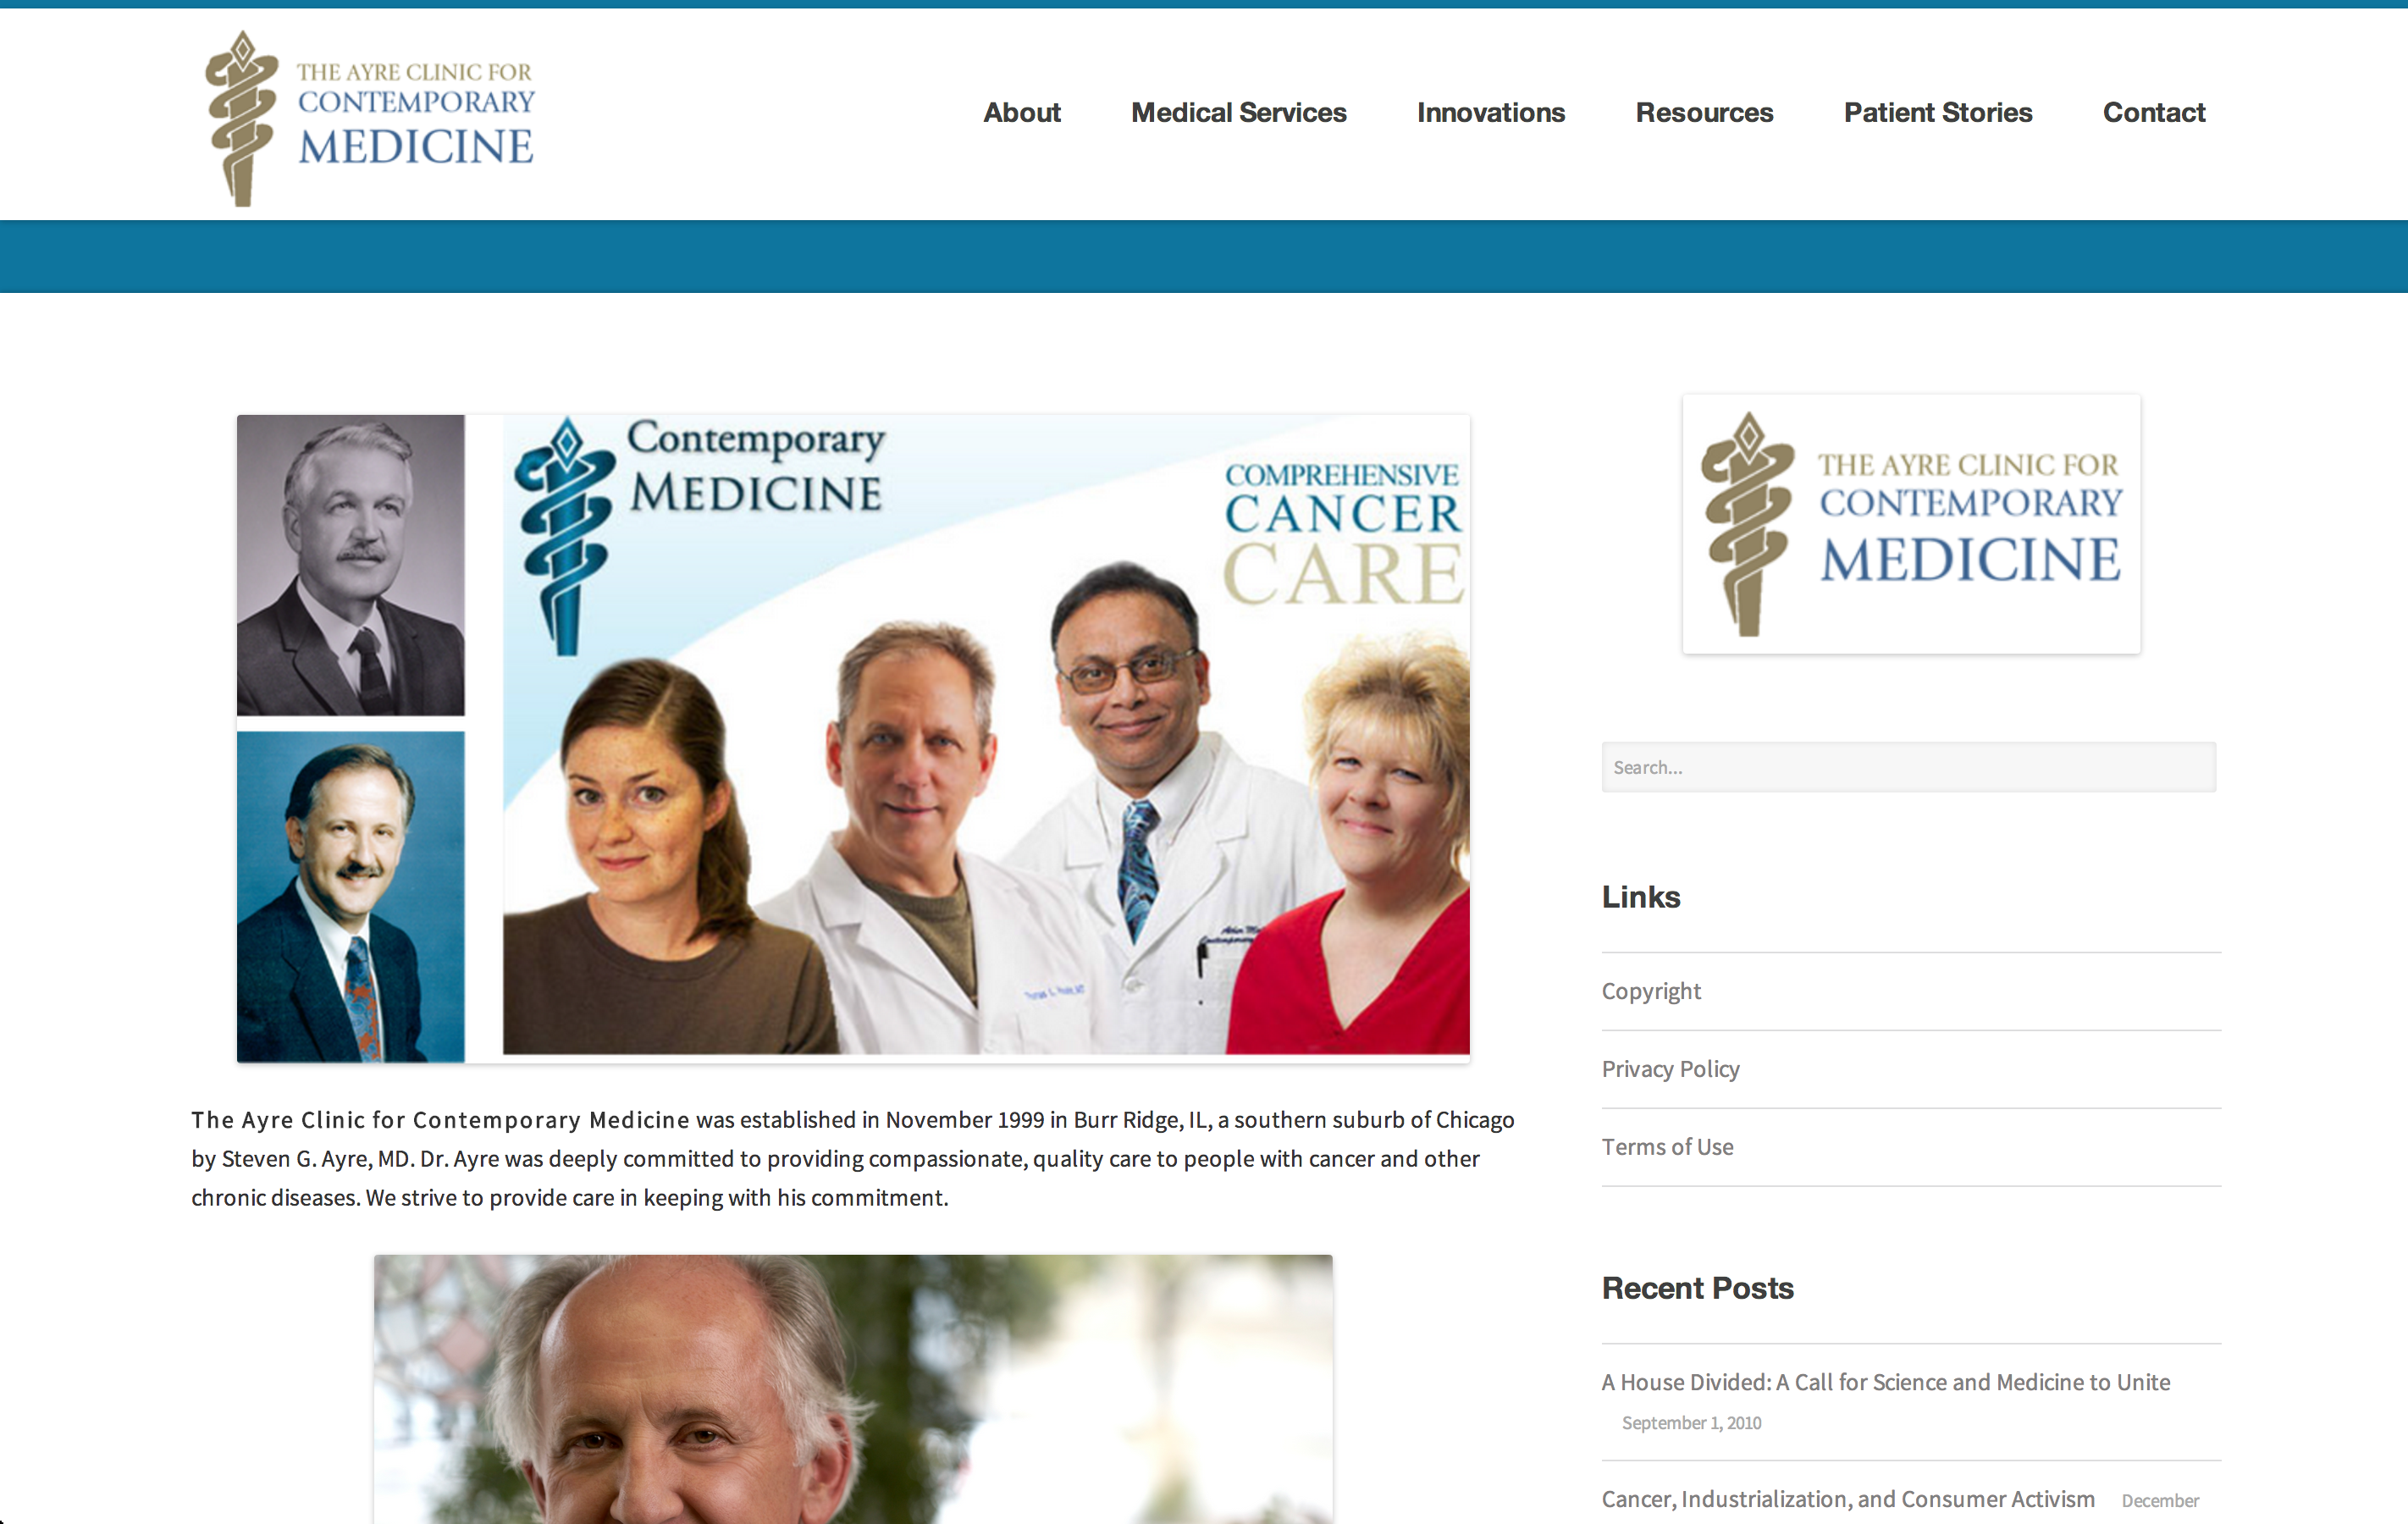 THE AYRE CLINIC FOR
CONTEMPORARY
MEDICINE
About
Medical Services
Innovations
Resources
Patient Stories
Contact
Contemporary
MEDICINE
COMPREHENSIVE
CANCER
CARE
The Ayre Clinic for Contemporary Medicine was established in November 1999 in Burr Ridge, IL, a southern suburb of Chicago
by Steven G. Ayre, MD. Dr. Ayre was deeply committed to providing compassionate, quality care to people with cancer and other
chronic diseases. We strive to provide care in keeping with his commitment.
THE AYRE CLINIC FOR
CONTEMPORARY
MEDICINE
Search...
Links
Copyright
Privacy Policy
Terms of Use
Recent Posts
A House Divided: A Call for Science and Medicine to Unite
September 1, 2010
Cancer, Industrialization, and Consumer Activism December